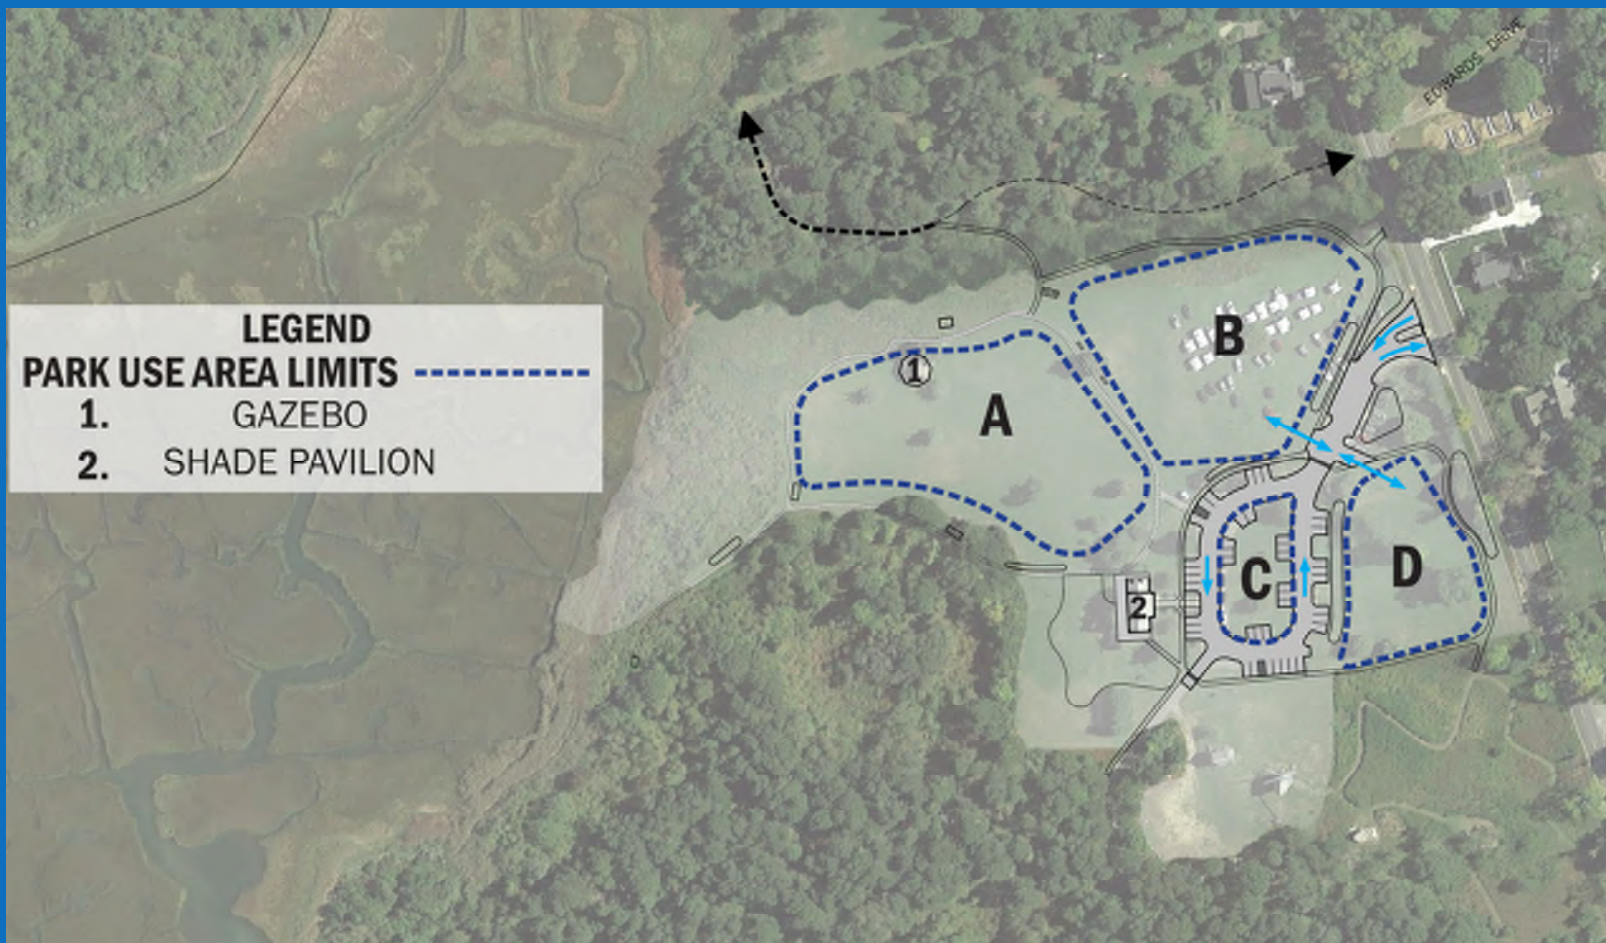 EDWARDS DRIVE
LEGEND
PARK USE AREA LIMITS
1. GAZEBO
2. SHADE PAVILION
B
1
A
C
D
2